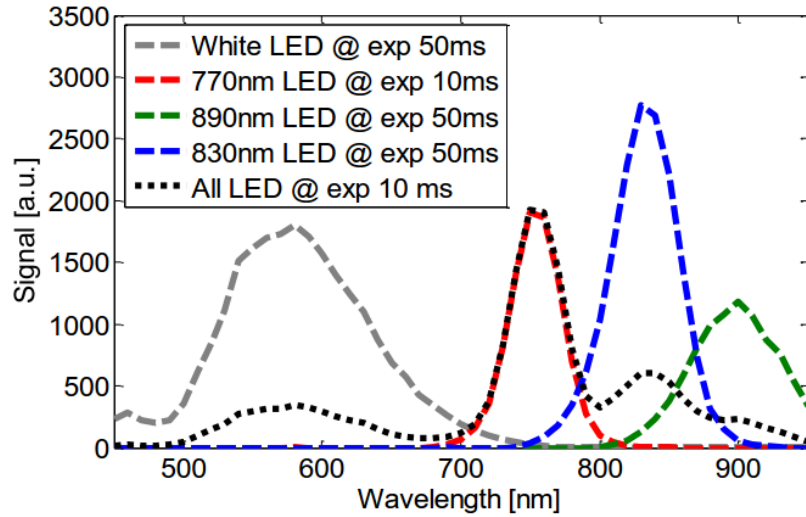 3500
3000
2500
2000
1500
1000
500
0
Signal [a.u.]
White LED @ exp 50ms
770nm LED @ exp 10ms
890nm LED @ exp 50ms
830nm LED @ exp 50ms
All LED @ exp 10 ms
500 600 700 800 900
Wavelength [nm]